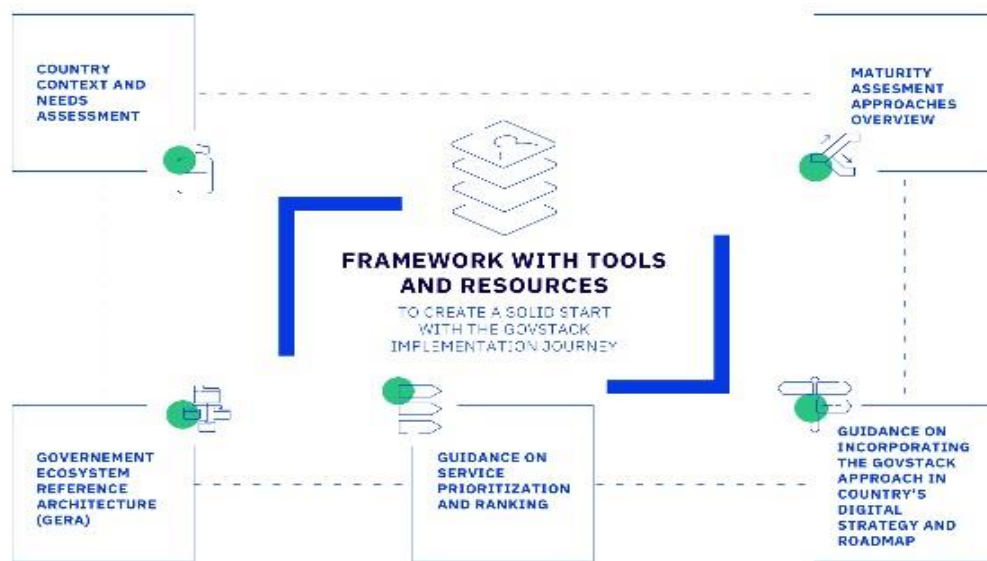 COUNTRY
CONTEXT AND
NEEDS
ASSESSMENT
MATURITY
ASSESMENT
APPROACHES
OVERVIEW
FRAMEWORK WITH TOOLS
AND RESOURCES
TO CREATE A SOLID START
WITH THE GOVSTACK
IMPLEMENTATION JOURNEY
GOVERNEMENT
ECOSYSTEM
REFERENCE
ARCHITECTURE
(GERA)
GUIDANCE ON
SERVICE
PRIORITIZATION
AND RANKING
GUIDANCE ON
INCORPORATING
THE GOVSTACK
APPROACH IN
COUNTRY'S
DIGITAL
STRATEGY AND
ROADMAP